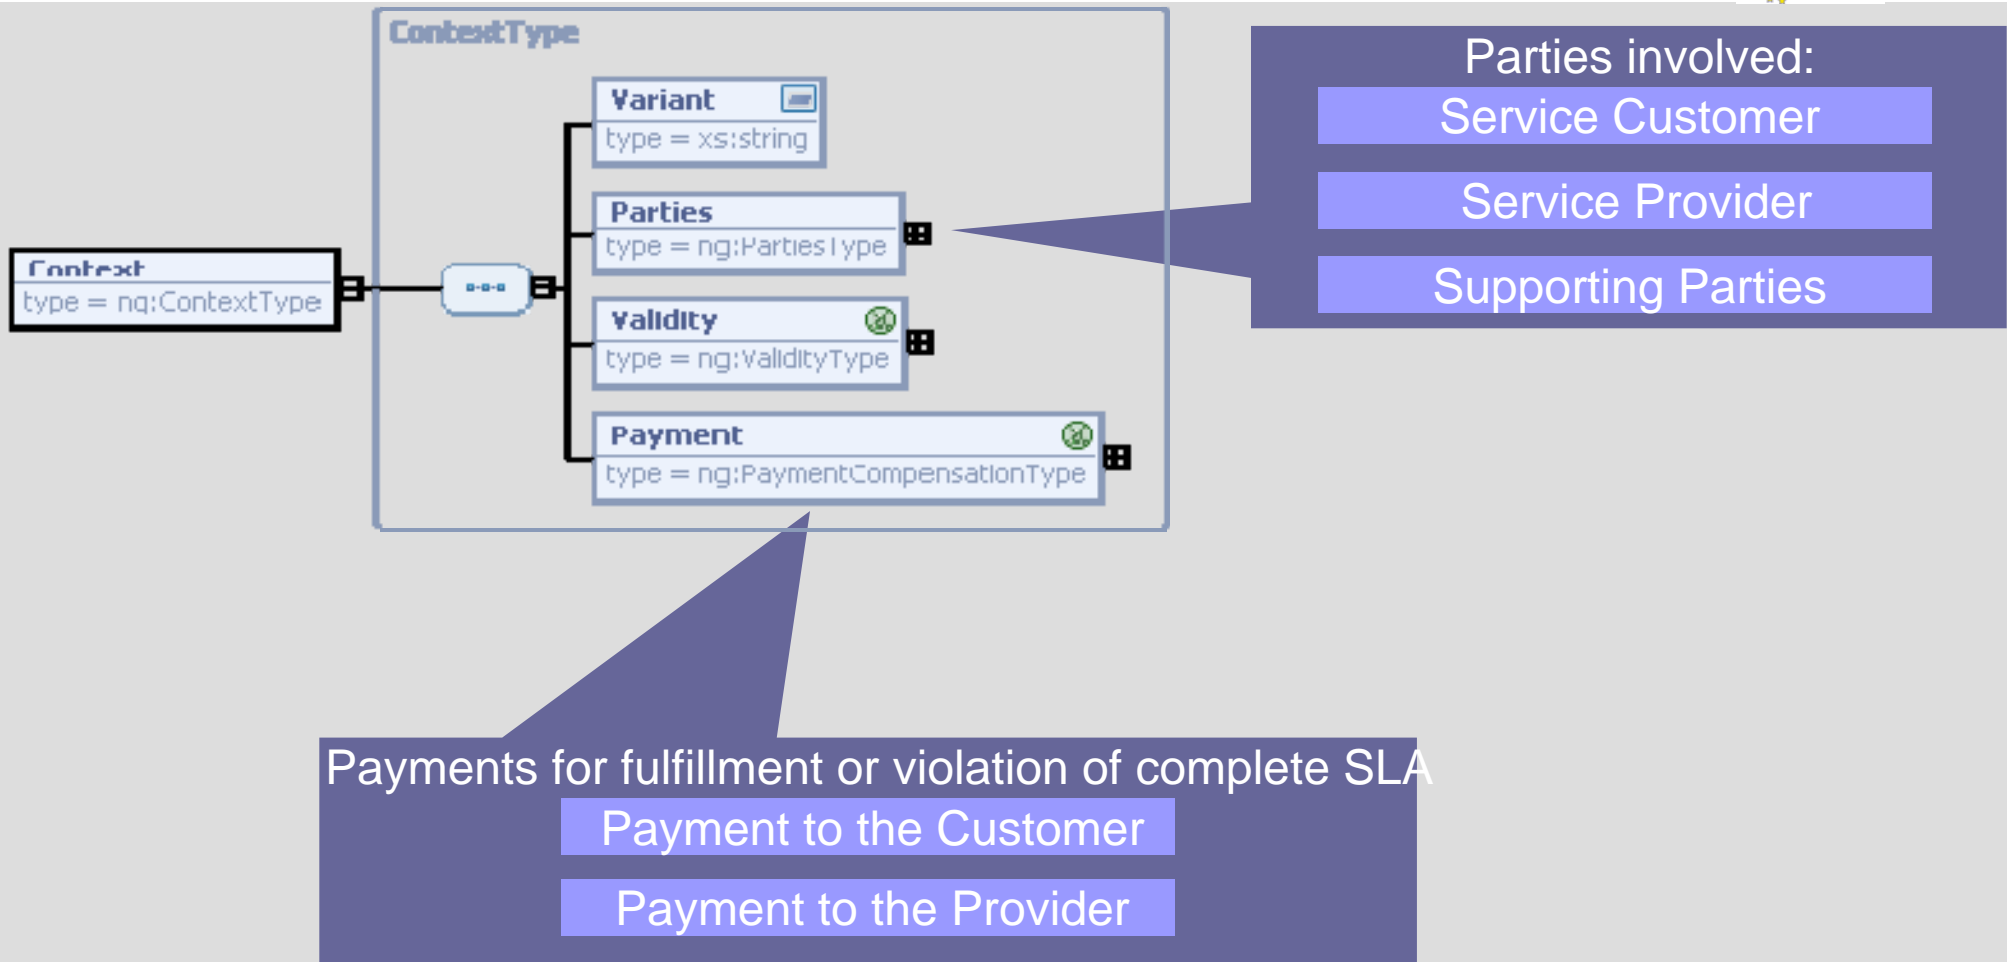 ContextType
Variant
type = xs:string
Parties
type = ng:PartiesType
Context
type = ng:ContextType
Validity
type = ng:ValidityType
Payment
type = ng:PaymentCompensationType
Parties involved:
Service Customer
Service Provider
Supporting Parties
Payments for fulfillment or violation of complete SLA
Payment to the Customer
Payment to the Provider